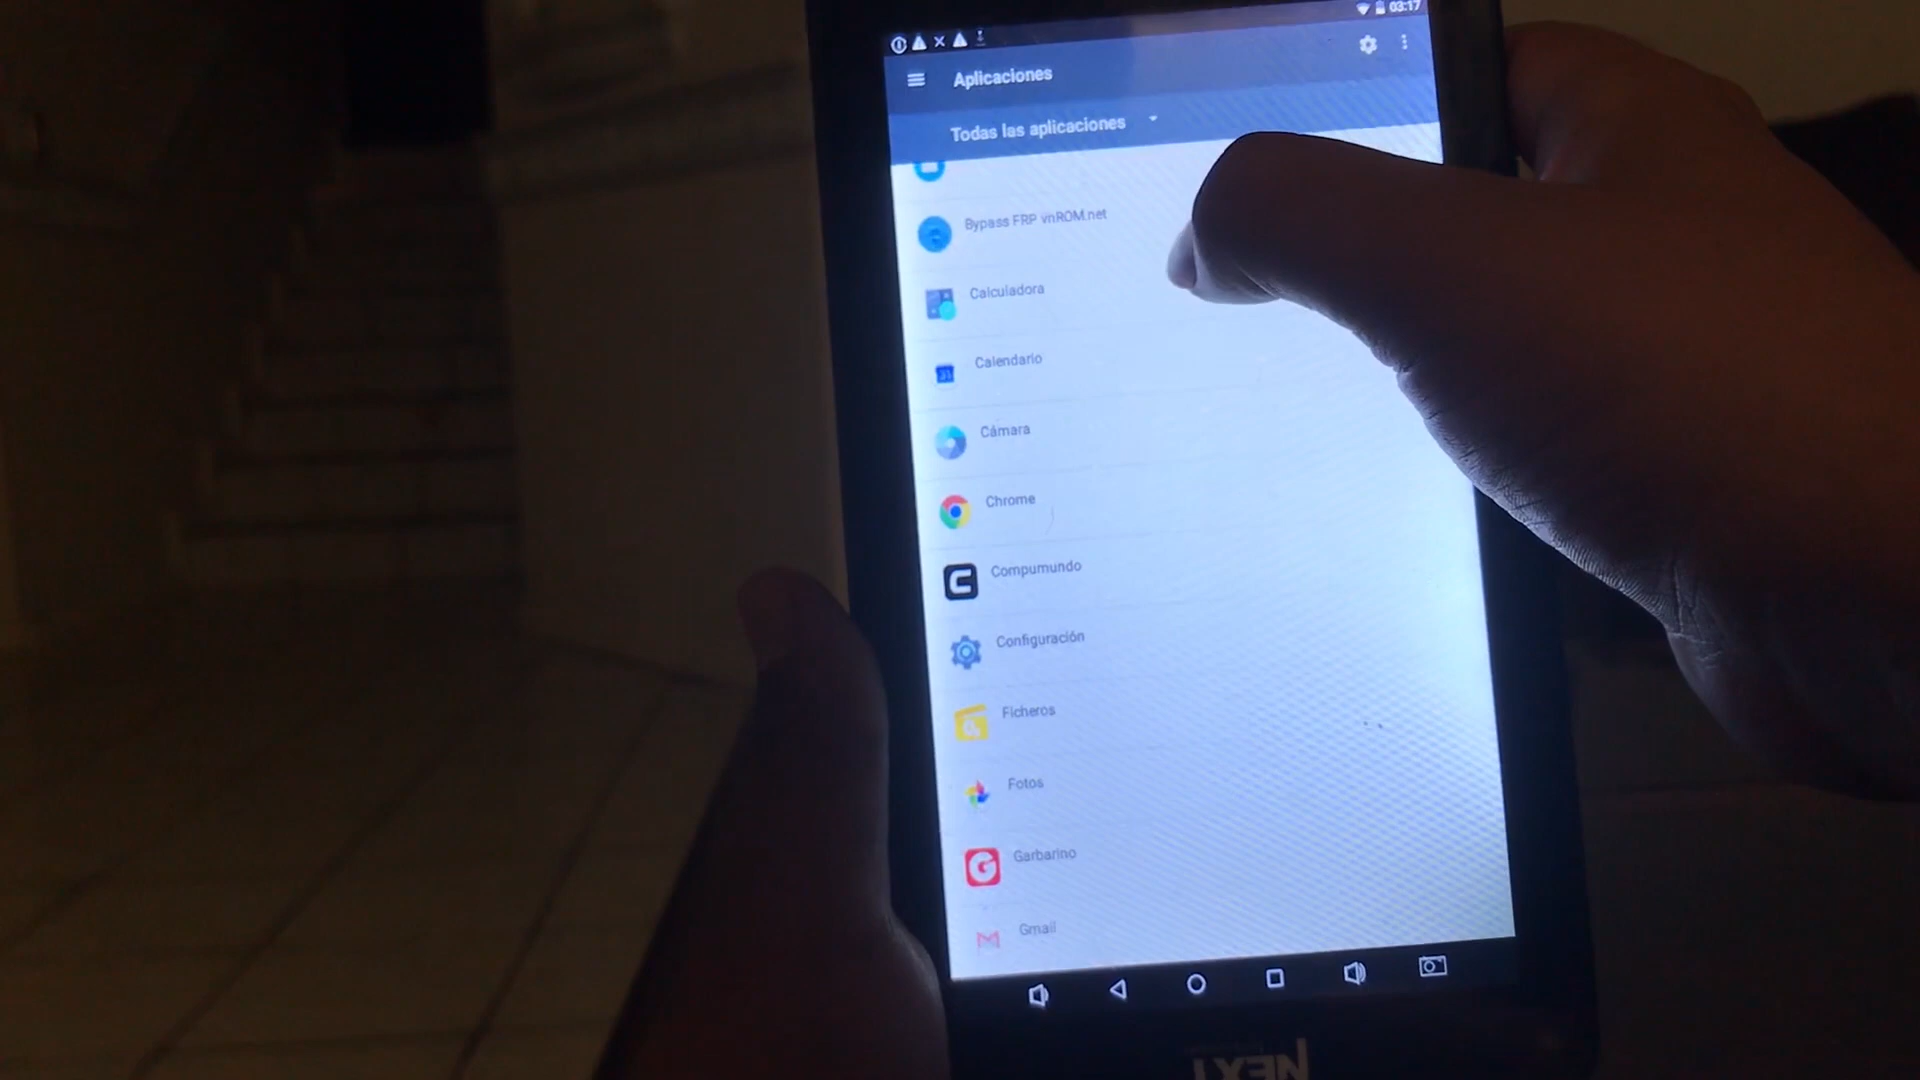 03:17
Aplicaciones
Todas las aplicaciones
Bypass FRP vnROM.net
Calculadora
31
Calendario
Cámara
Chrome
Compumundo
Configuración
Ficheros
Fotos
Garbarino
Gmail
NEXT